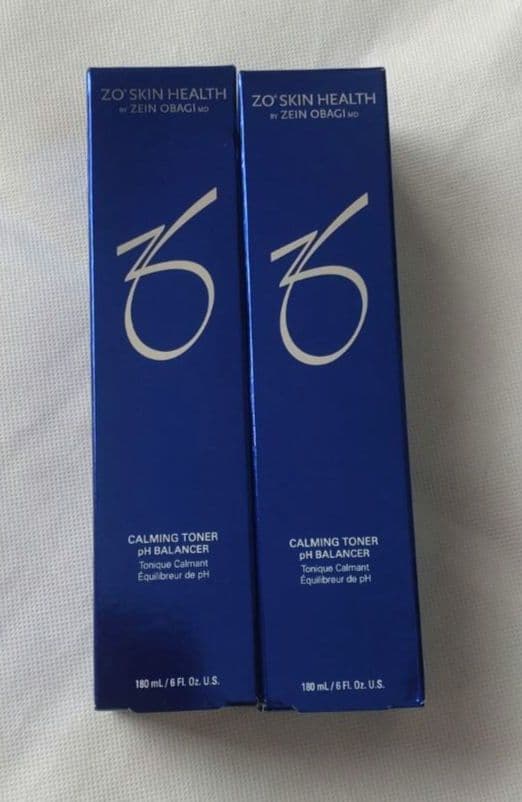 ZO® SKIN HEALTH
BY ZEIN OBAGI MD
CALMING TONER
pH BALANCER
Tonique Calmant
Équilibreur de pH
180 mL / 6 Fl. Oz. U.S.
ZO® SKIN HEALTH
BY ZEIN OBAGI MD
CALMING TONER
pH BALANCER
Tonique Calmant
Équilibreur de pH
180 mL / 6 Fl. Oz. U.S.